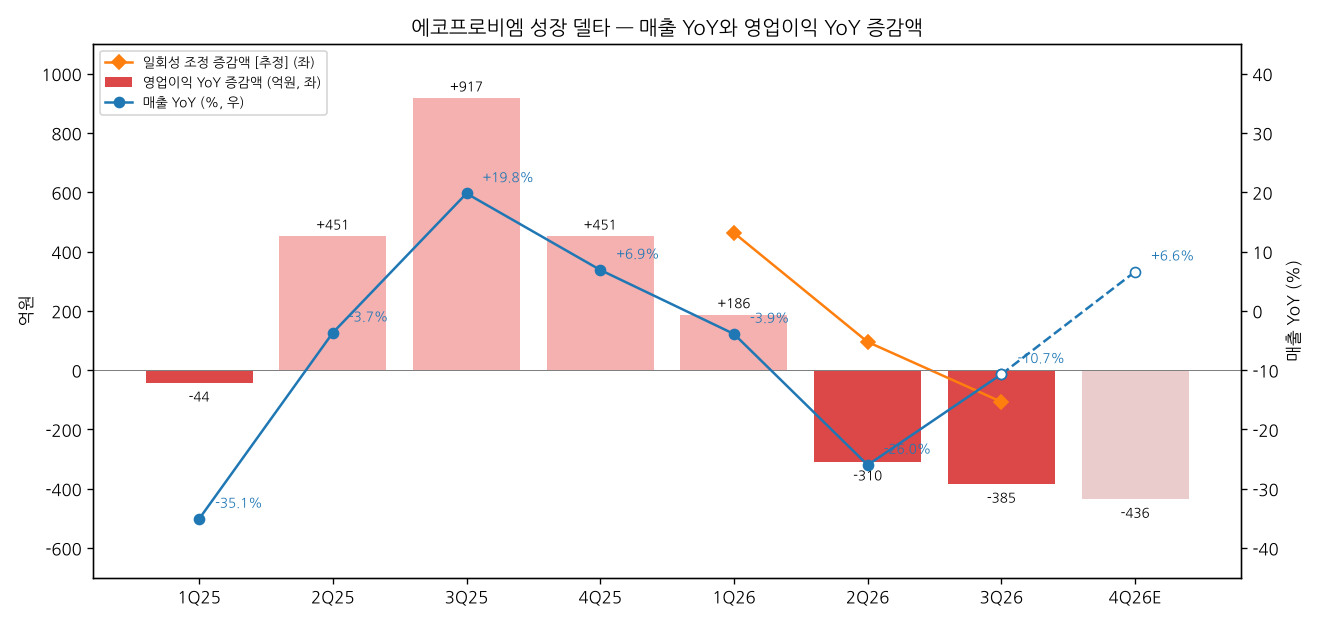 에코프로비엠 성장 델타 — 매출 YoY와 영업이익 YoY 증감액
일회성 조정 증감액 [추정] (좌)
영업이익 YoY 증감액 (억원, 좌)
매출 YoY (%, 우)
억원
매출 YoY (%)
1000
800
600
400
200
0
-200
-400
-600
40
30
20
10
0
-10
-20
-30
-40
-44
+451
+917
+451
+186
-310
-385
-436
-35.1%
-3.7%
+19.8%
+6.9%
-3.9%
-26.0%
-10.7%
+6.6%
1Q25
2Q25
3Q25
4Q25
1Q26
2Q26
3Q26
4Q26E